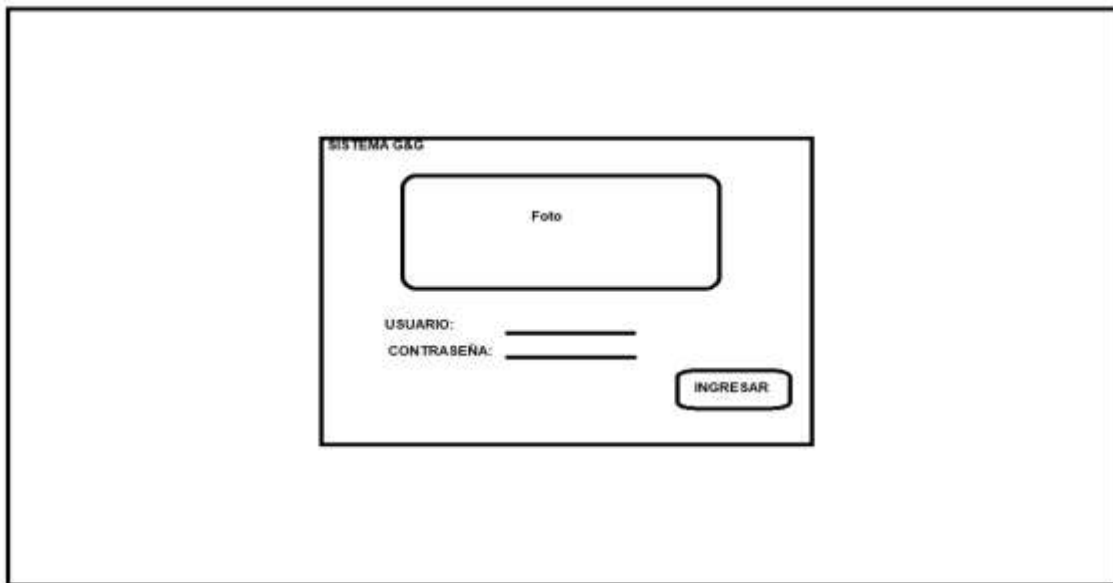 SISTEMA G&G
Foto
USUARIO:
CONTRASEÑA:
INGRESAR